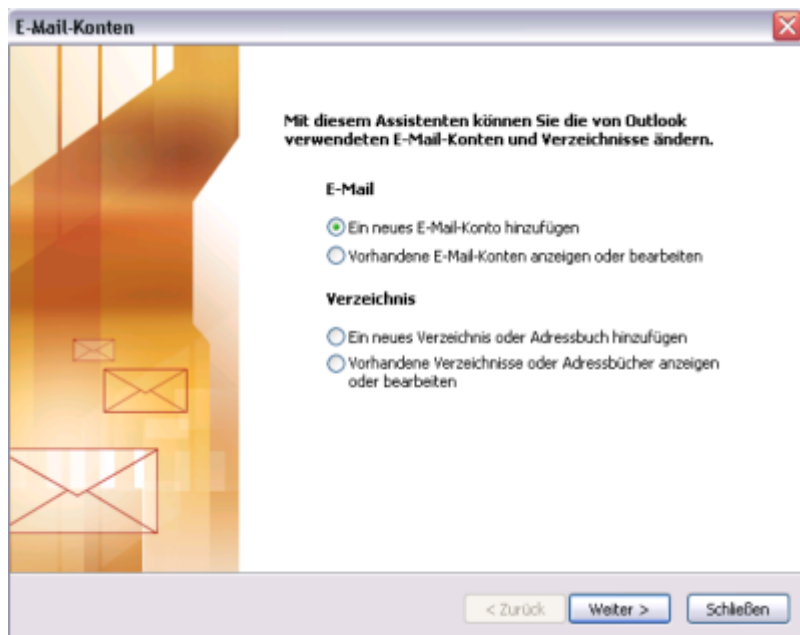 E-Mail-Konten
Mit diesem Assistenten können Sie die von Outlook
verwendeten E-Mail-Konten und Verzeichnisse ändern.
E-Mail
Ein neues E-Mail-Konto hinzufügen
Vorhandene E-Mail-Konten anzeigen oder bearbeiten
Verzeichnis
Ein neues Verzeichnis oder Adressbuch hinzufügen
Vorhandene Verzeichnisse oder Adressbücher anzeigen
oder bearbeiten
< Zurück Weiter > Schließen